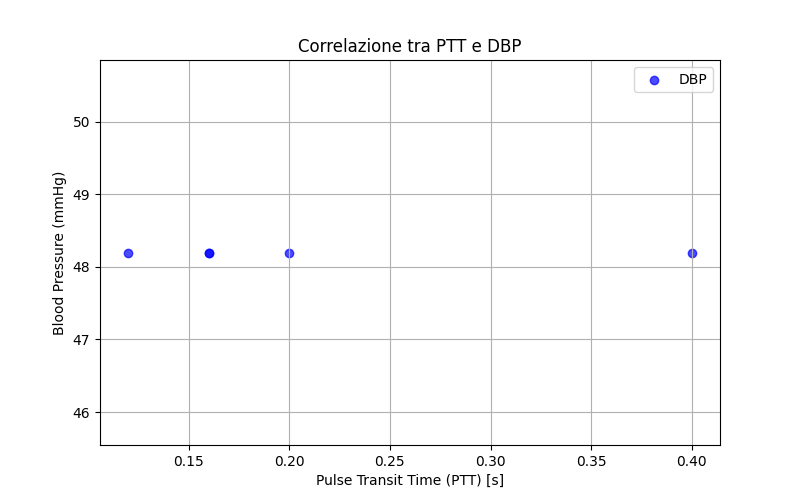 Correlazione tra PTT e DBP
DBP
Blood Pressure (mmHg)
50
49
48
47
46
0.15 0.20 0.25 0.30 0.35 0.40
Pulse Transit Time (PTT) [s]